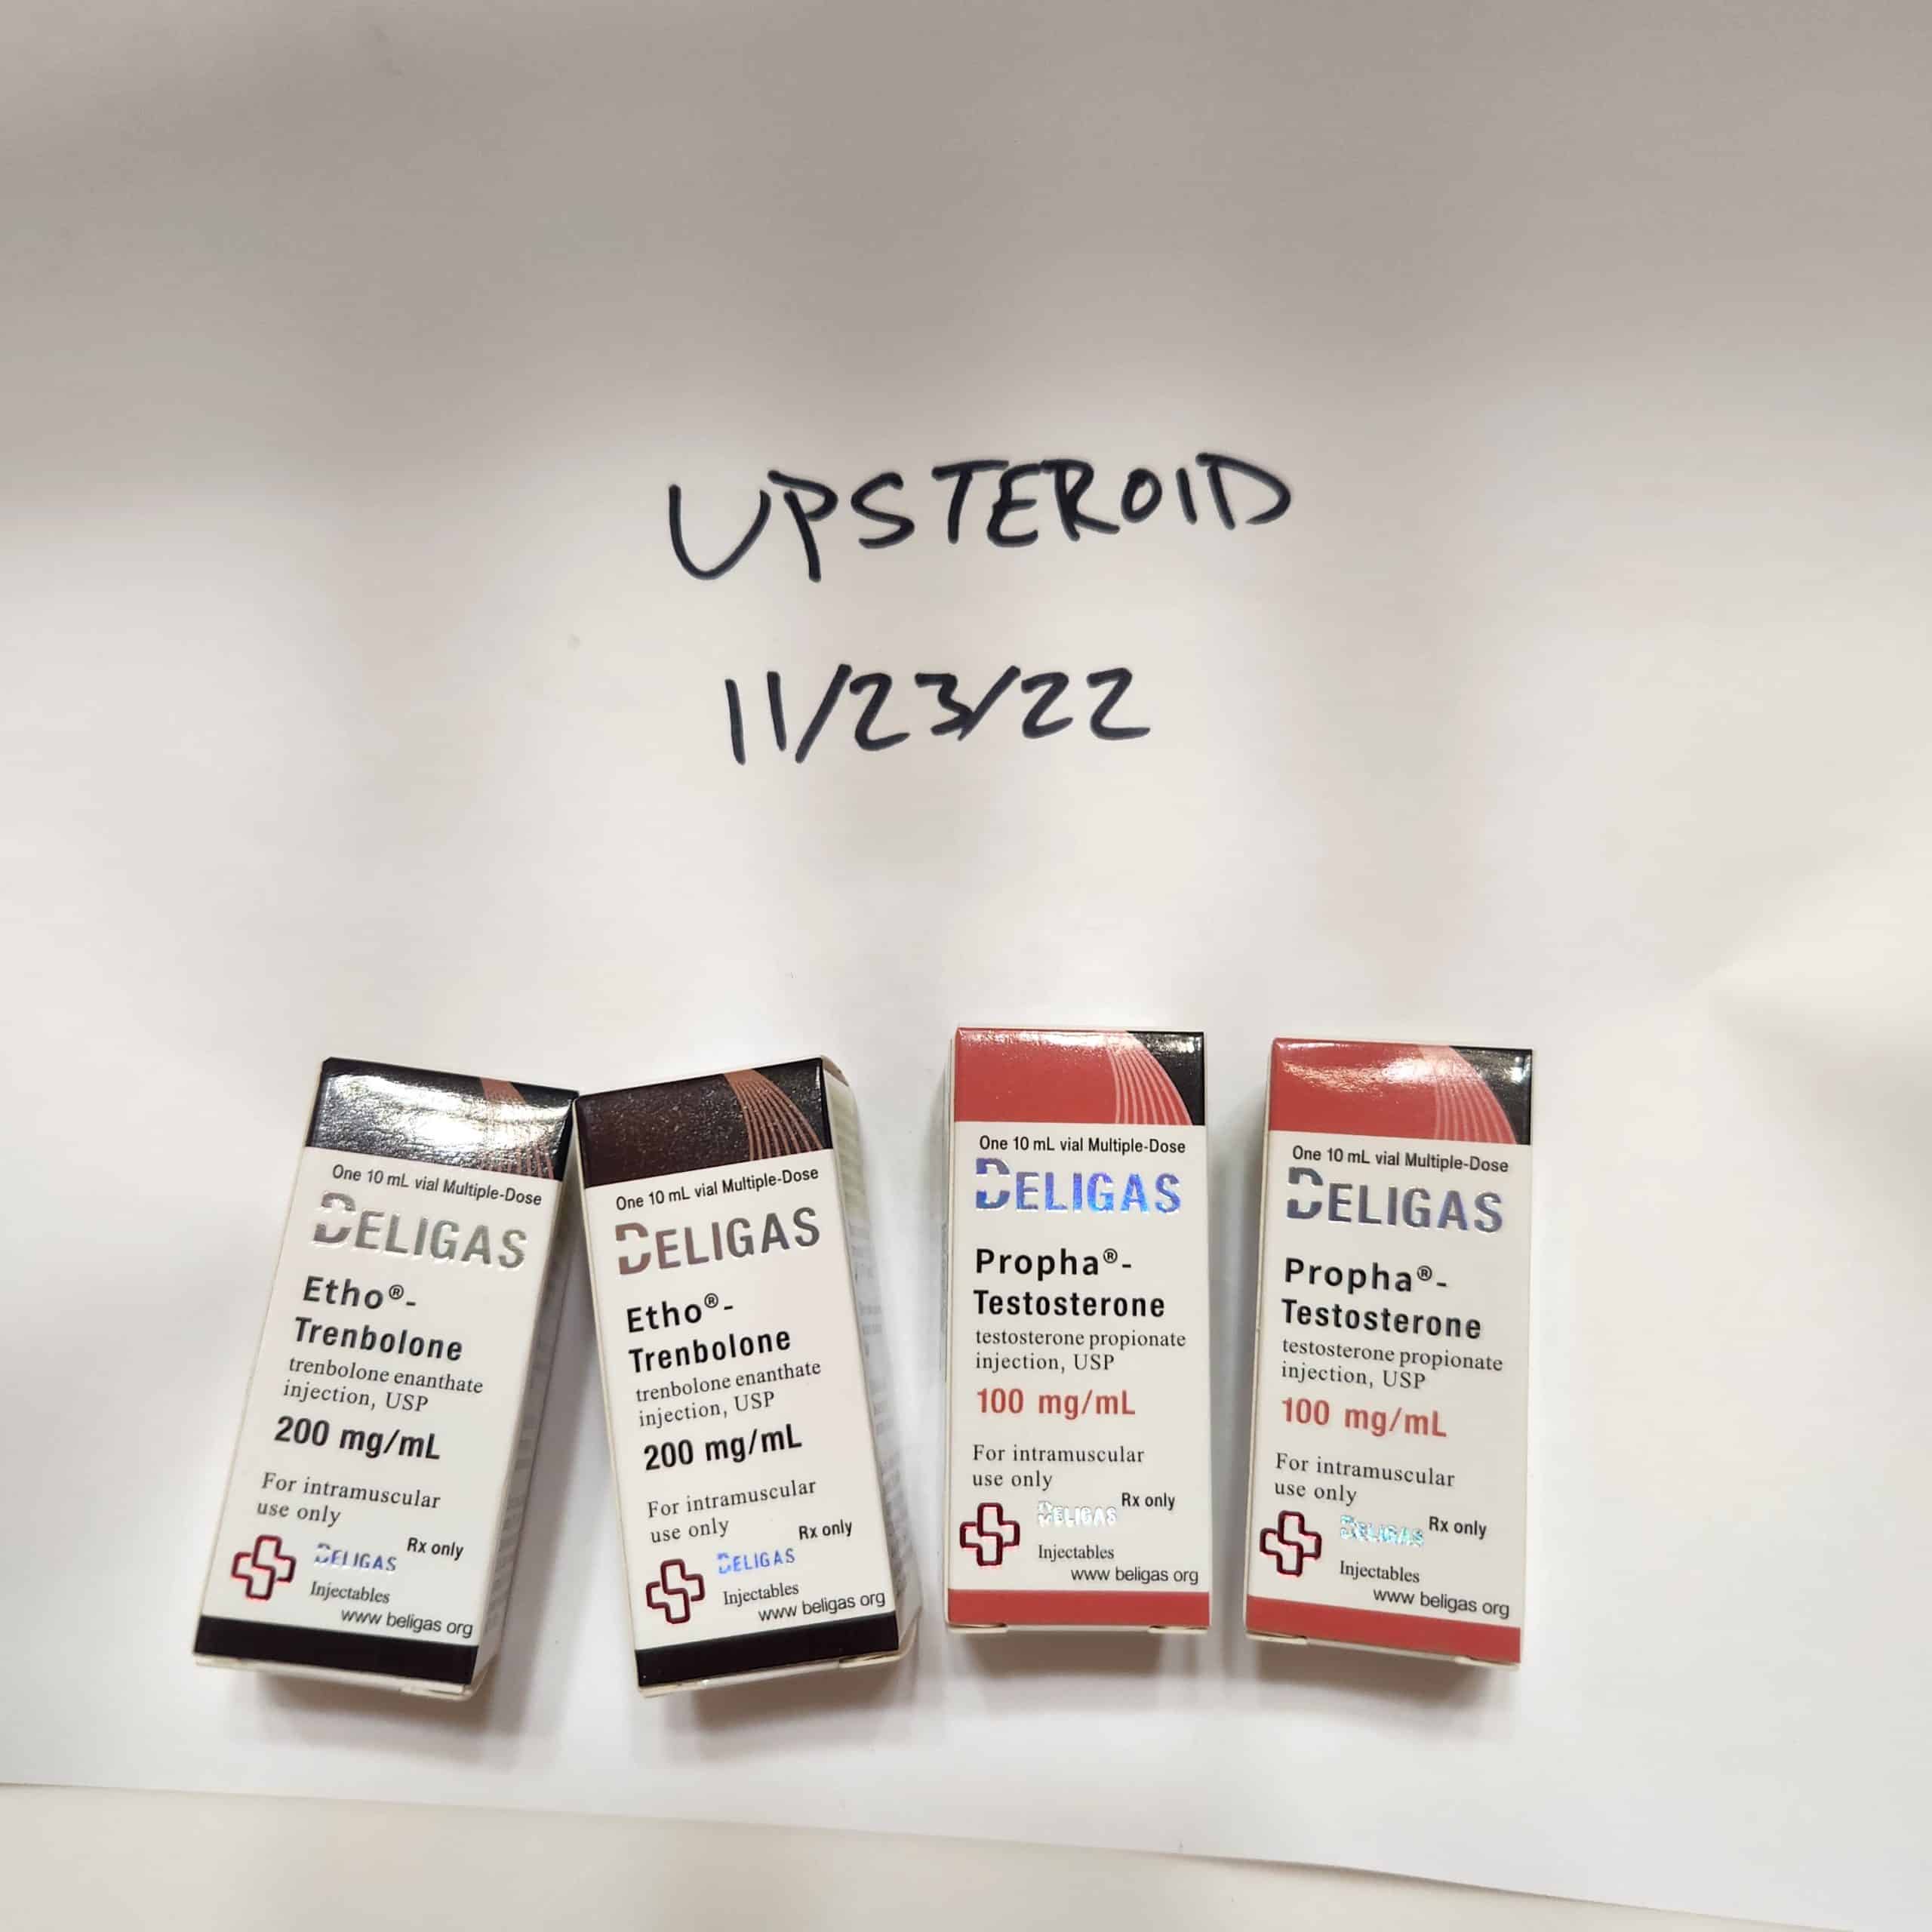 UPSTEROID
11/23/22
One 10 mL vial Multiple-Dose
BELIGAS
Etho®-
Trenbolone
trenbolone enanthate
injection, USP
200 mg/mL
For intramuscular
use only
Rx only
BELIGAS
Injectables
www beligas org
One 10 mL vial Multiple-Dose
BELIGAS
Etho®-
Trenbolone
trenbolone enanthate
injection, USP
200 mg/mL
For intramuscular
use only
Rx only
BELIGAS
Injectables
www beligas org
One 10 mL vial Multiple-Dose
BELIGAS
Propha®-
Testosterone
testosterone propionate
injection, USP
100 mg/mL
For intramuscular
use only
Rx only
BELIGAS
Injectables
www beligas org
One 10 mL vial Multiple-Dose
BELIGAS
Propha®-
Testosterone
testosterone propionate
injection, USP
100 mg/mL
For intramuscular
use only
Rx only
BELIGAS
Injectables
www beligas org